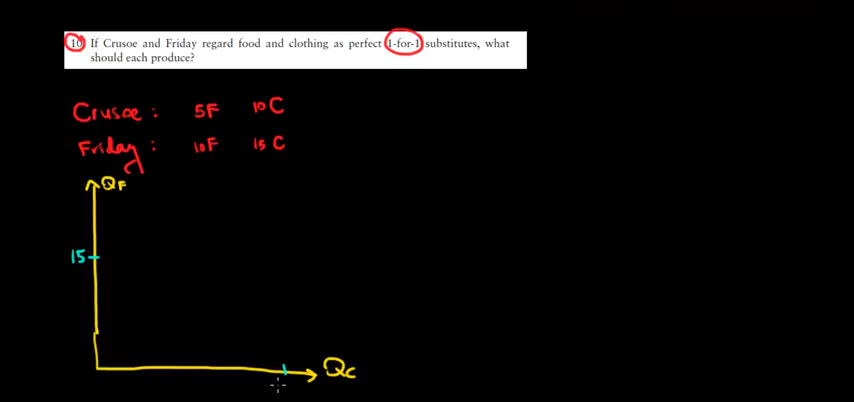 10 If Crusoe and Friday regard food and clothing as perfect 1-for-1 substitutes, what
should each produce?
Crusoe : 5F 10C
Friday : 10F 15C
QF
15
QC